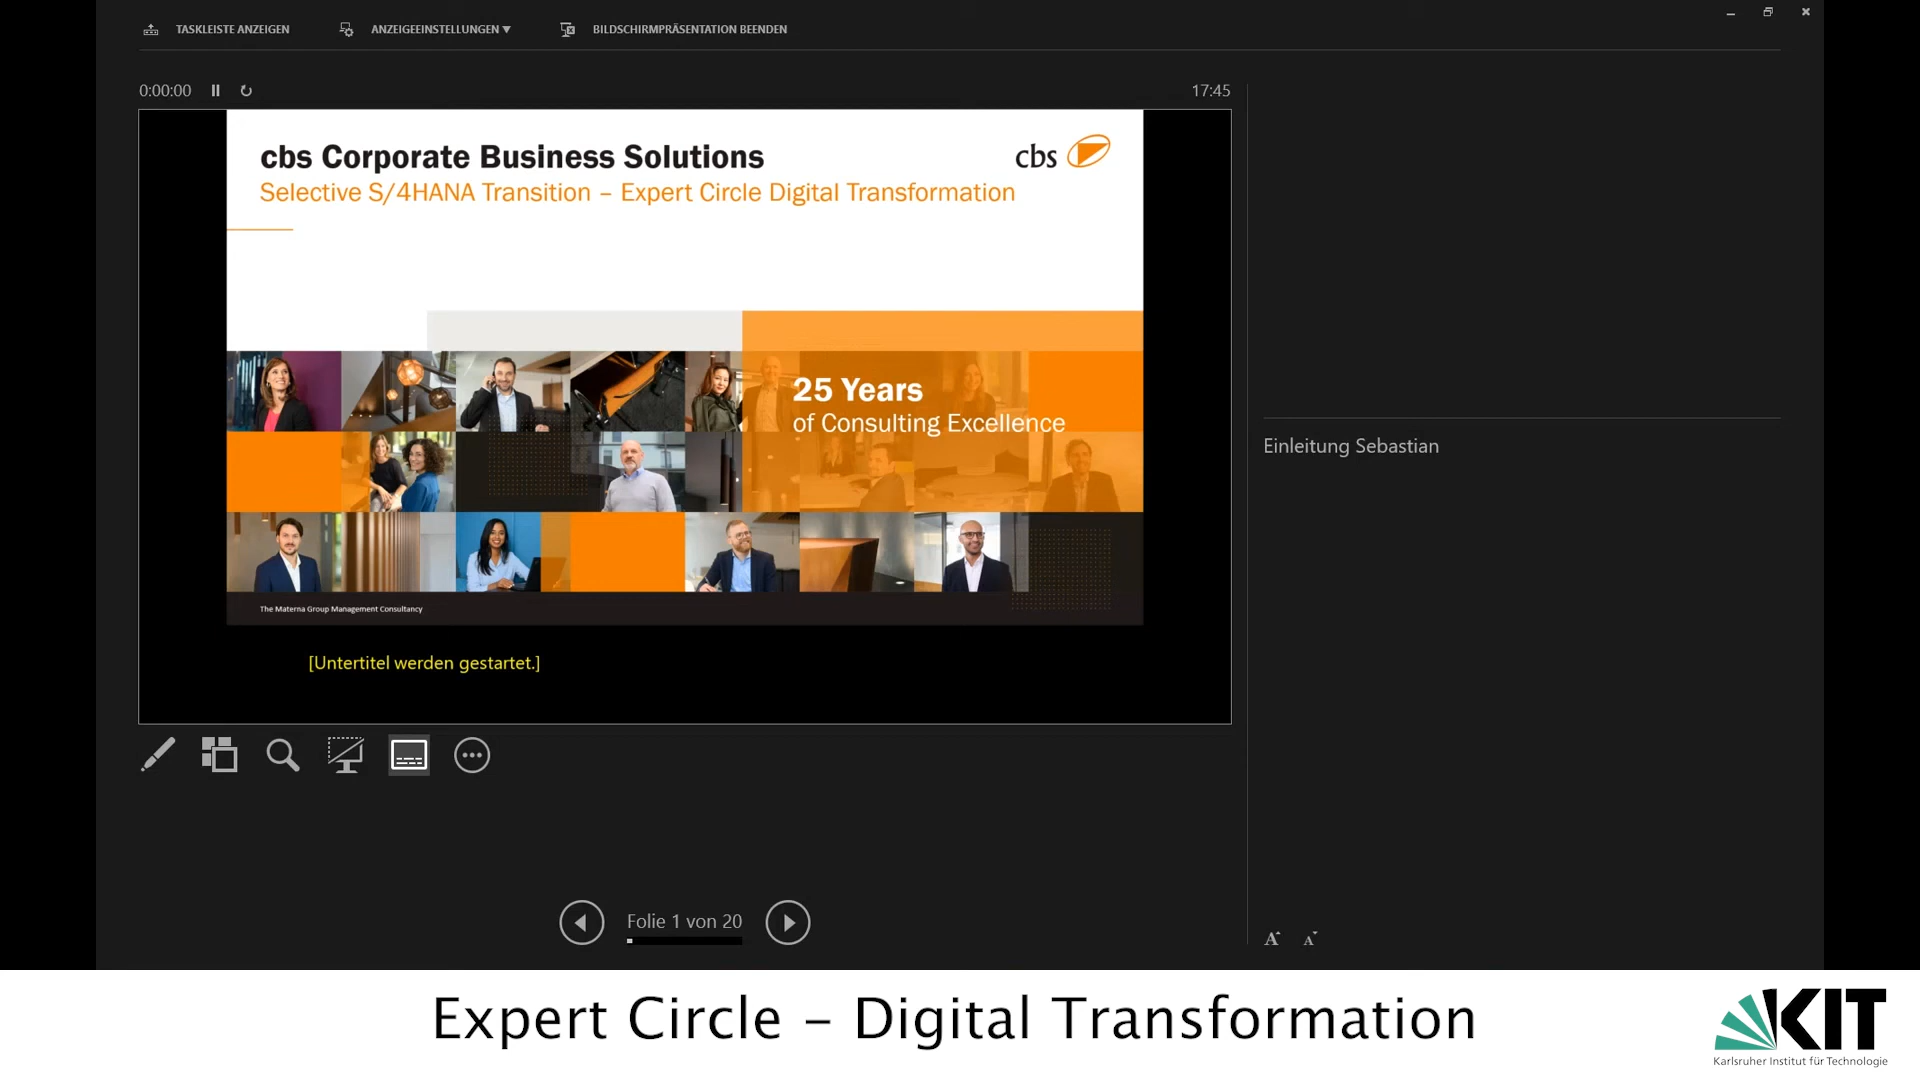 TASKLEISTE ANZEIGEN
ANZEIGEEINSTELLUNGEN ▼
BILDSCHIRMPRÄSENTATION BEENDEN
0:00:00
17:45
cbs Corporate Business Solutions
cbs
Selective S/4HANA Transition – Expert Circle Digital Transformation
25 Years
of Consulting Excellence
The Materna Group Management Consultancy
[Untertitel werden gestartet.]
Einleitung Sebastian
Folie 1 von 20
A A
Expert Circle – Digital Transformation
KIT
Karlsruher Institut für Technologie